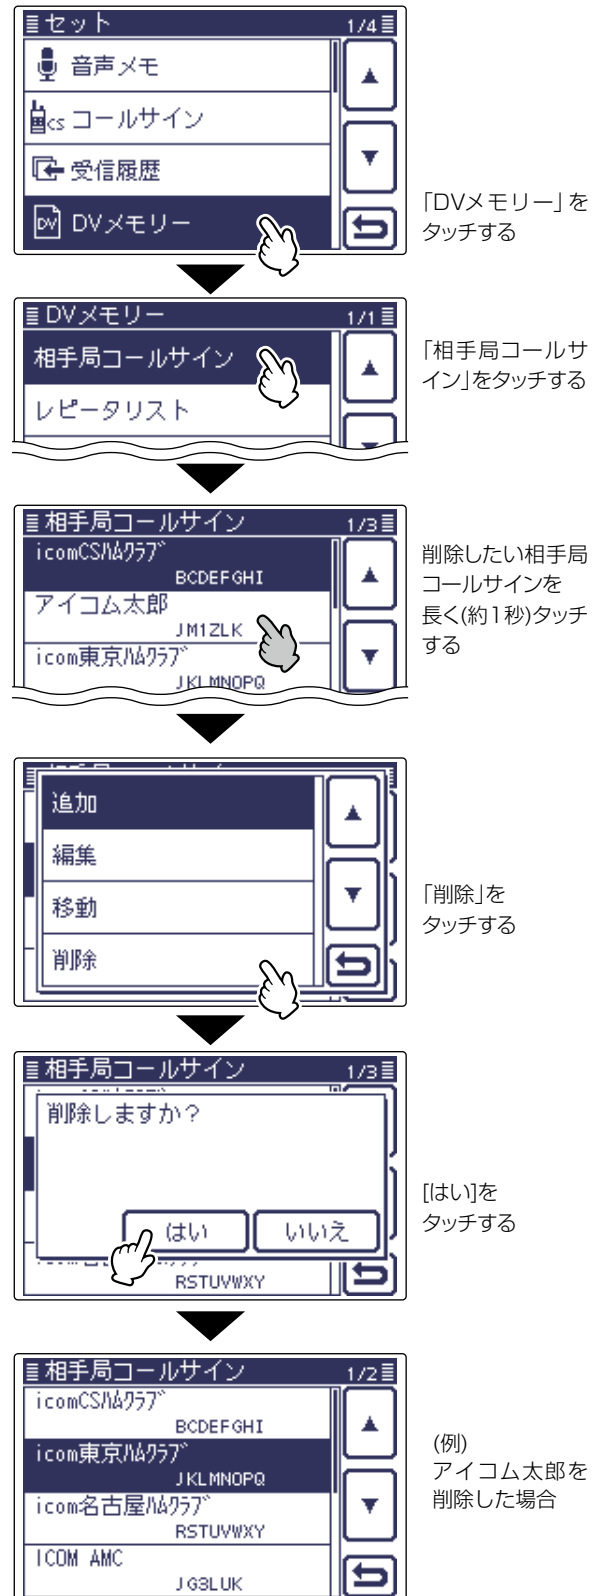 セット 1/4
音声メモ
CS コールサイン
受信履歴
DV DVメモリー
「DVメモリー」を
タッチする
DVメモリー 1/1
相手局コールサイン
レピータリスト
「相手局コールサ
イン」をタッチする
相手局コールサイン 1/3
icomCSﾊﾑｸﾗﾌﾞ
BCDEFGHI
アイコム太郎
JM1ZLK
icom東京ﾊﾑｸﾗﾌﾞ
JKLMNOPQ
削除したい相手局
コールサインを
長く(約1秒)タッチ
する
追加
編集
移動
削除
「削除」を
タッチする
相手局コールサイン 1/3
削除しますか？
はい いいえ
RSTUVWXY
[はい]を
タッチする
相手局コールサイン 1/2
icomCSﾊﾑｸﾗﾌﾞ
BCDEFGHI
icom東京ﾊﾑｸﾗﾌﾞ
JKLMNOPQ
icom名古屋ﾊﾑｸﾗﾌﾞ
RSTUVWXY
ICOM AMC
JG3LUK
(例)
アイコム太郎を
削除した場合